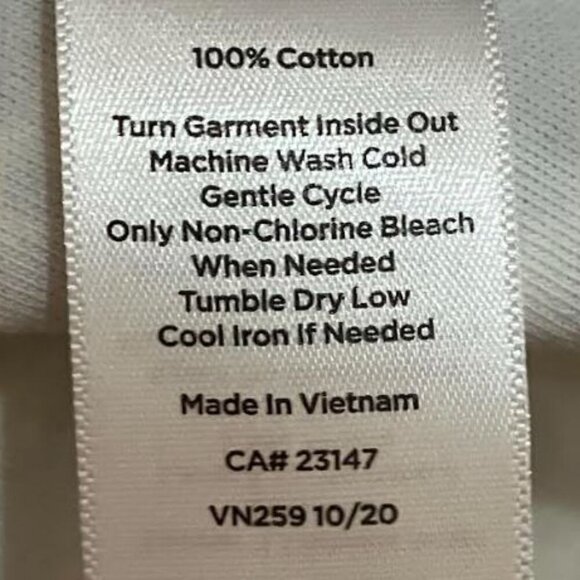 100% Cotton
Turn Garment Inside Out
Machine Wash Cold
Gentle Cycle
Only Non-Chlorine Bleach
When Needed
Tumble Dry Low
Cool Iron If Needed
Made In Vietnam
CA# 23147
VN259 10/20